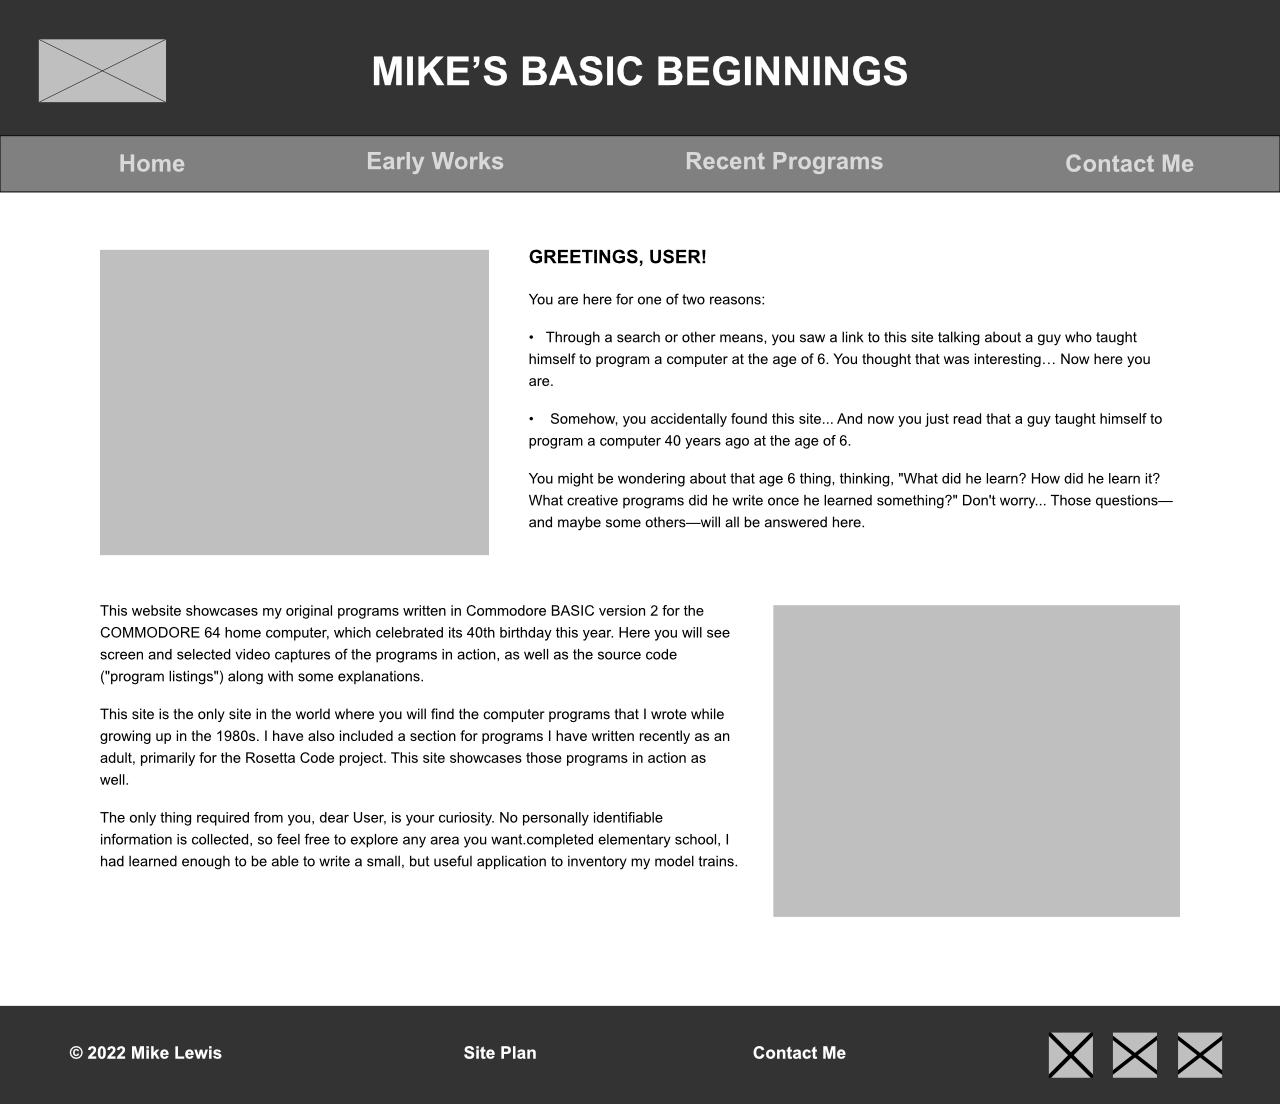 MIKE’S BASIC BEGINNINGS
Home
Early Works
Recent Programs
Contact Me
GREETINGS, USER!
You are here for one of two reasons:
• Through a search or other means, you saw a link to this site talking about a guy who taught
himself to program a computer at the age of 6. You thought that was interesting… Now here you
are.
• Somehow, you accidentally found this site... And now you just read that a guy taught himself to
program a computer 40 years ago at the age of 6.
You might be wondering about that age 6 thing, thinking, "What did he learn? How did he learn it?
What creative programs did he write once he learned something?" Don't worry... Those questions—
and maybe some others—will all be answered here.
This website showcases my original programs written in Commodore BASIC version 2 for the
COMMODORE 64 home computer, which celebrated its 40th birthday this year. Here you will see
screen and selected video captures of the programs in action, as well as the source code
("program listings") along with some explanations.
This site is the only site in the world where you will find the computer programs that I wrote while
growing up in the 1980s. I have also included a section for programs I have written recently as an
adult, primarily for the Rosetta Code project. This site showcases those programs in action as
well.
The only thing required from you, dear User, is your curiosity. No personally identifiable
information is collected, so feel free to explore any area you want.completed elementary school, I
had learned enough to be able to write a small, but useful application to inventory my model trains.
© 2022 Mike Lewis
Site Plan
Contact Me